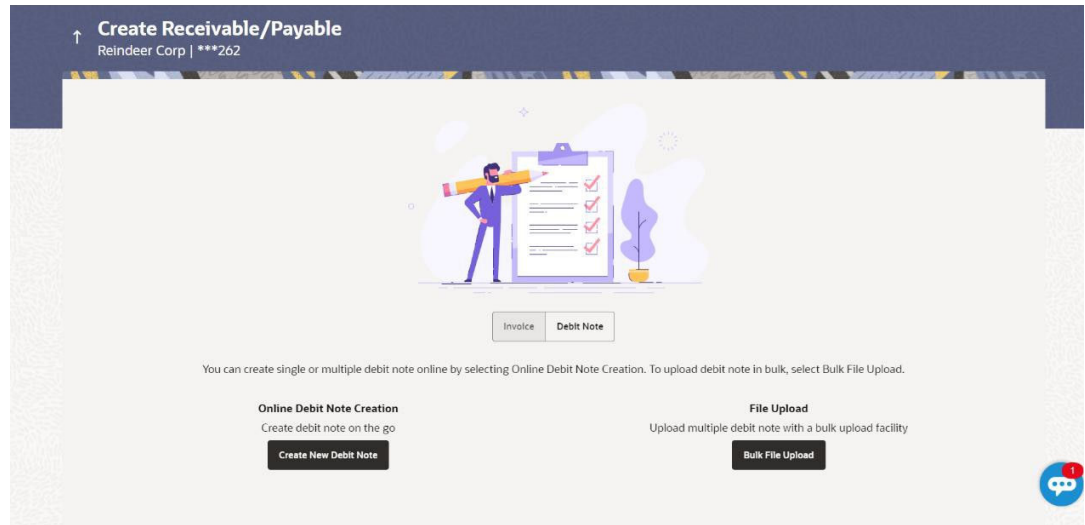 Create Receivable/Payable
Reindeer Corp | ***262
Invoice
Debit Note
You can create single or multiple debit note online by selecting Online Debit Note Creation. To upload debit note in bulk, select Bulk File Upload.
Online Debit Note Creation
Create debit note on the go
Create New Debit Note
File Upload
Upload multiple debit note with a bulk upload facility
Bulk File Upload
1